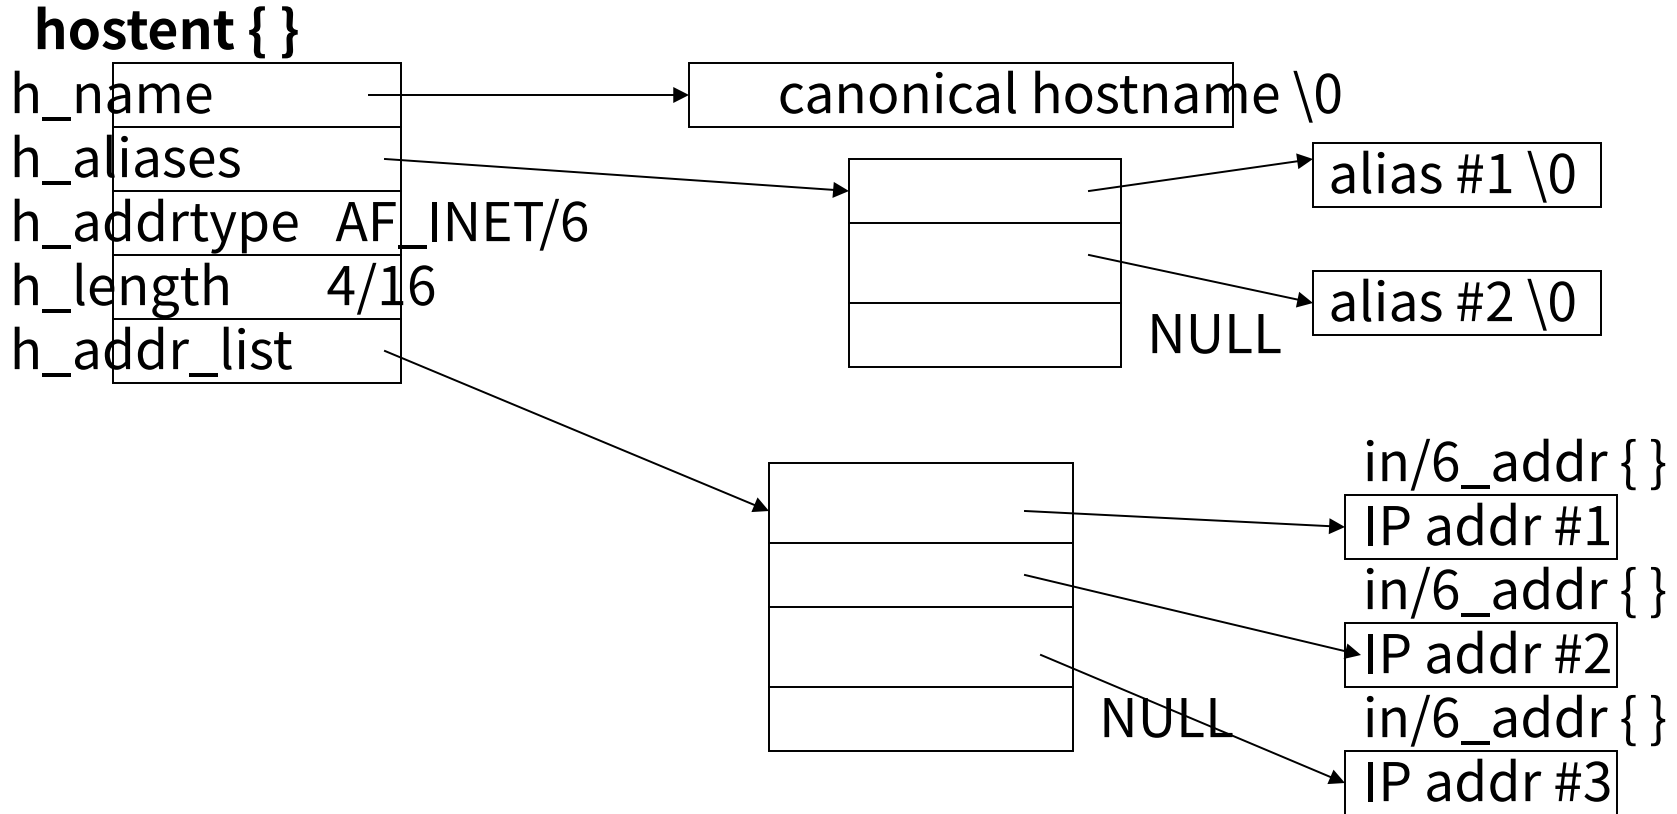 hostent { }
h_name
canonical hostname \0
h_aliases
alias #1 \0
h_addrtype AF_INET/6
h_length 4/16
alias #2 \0
NULL
h_addr_list
in/6_addr { }
IP addr #1
in/6_addr { }
IP addr #2
NULL
in/6_addr { }
IP addr #3